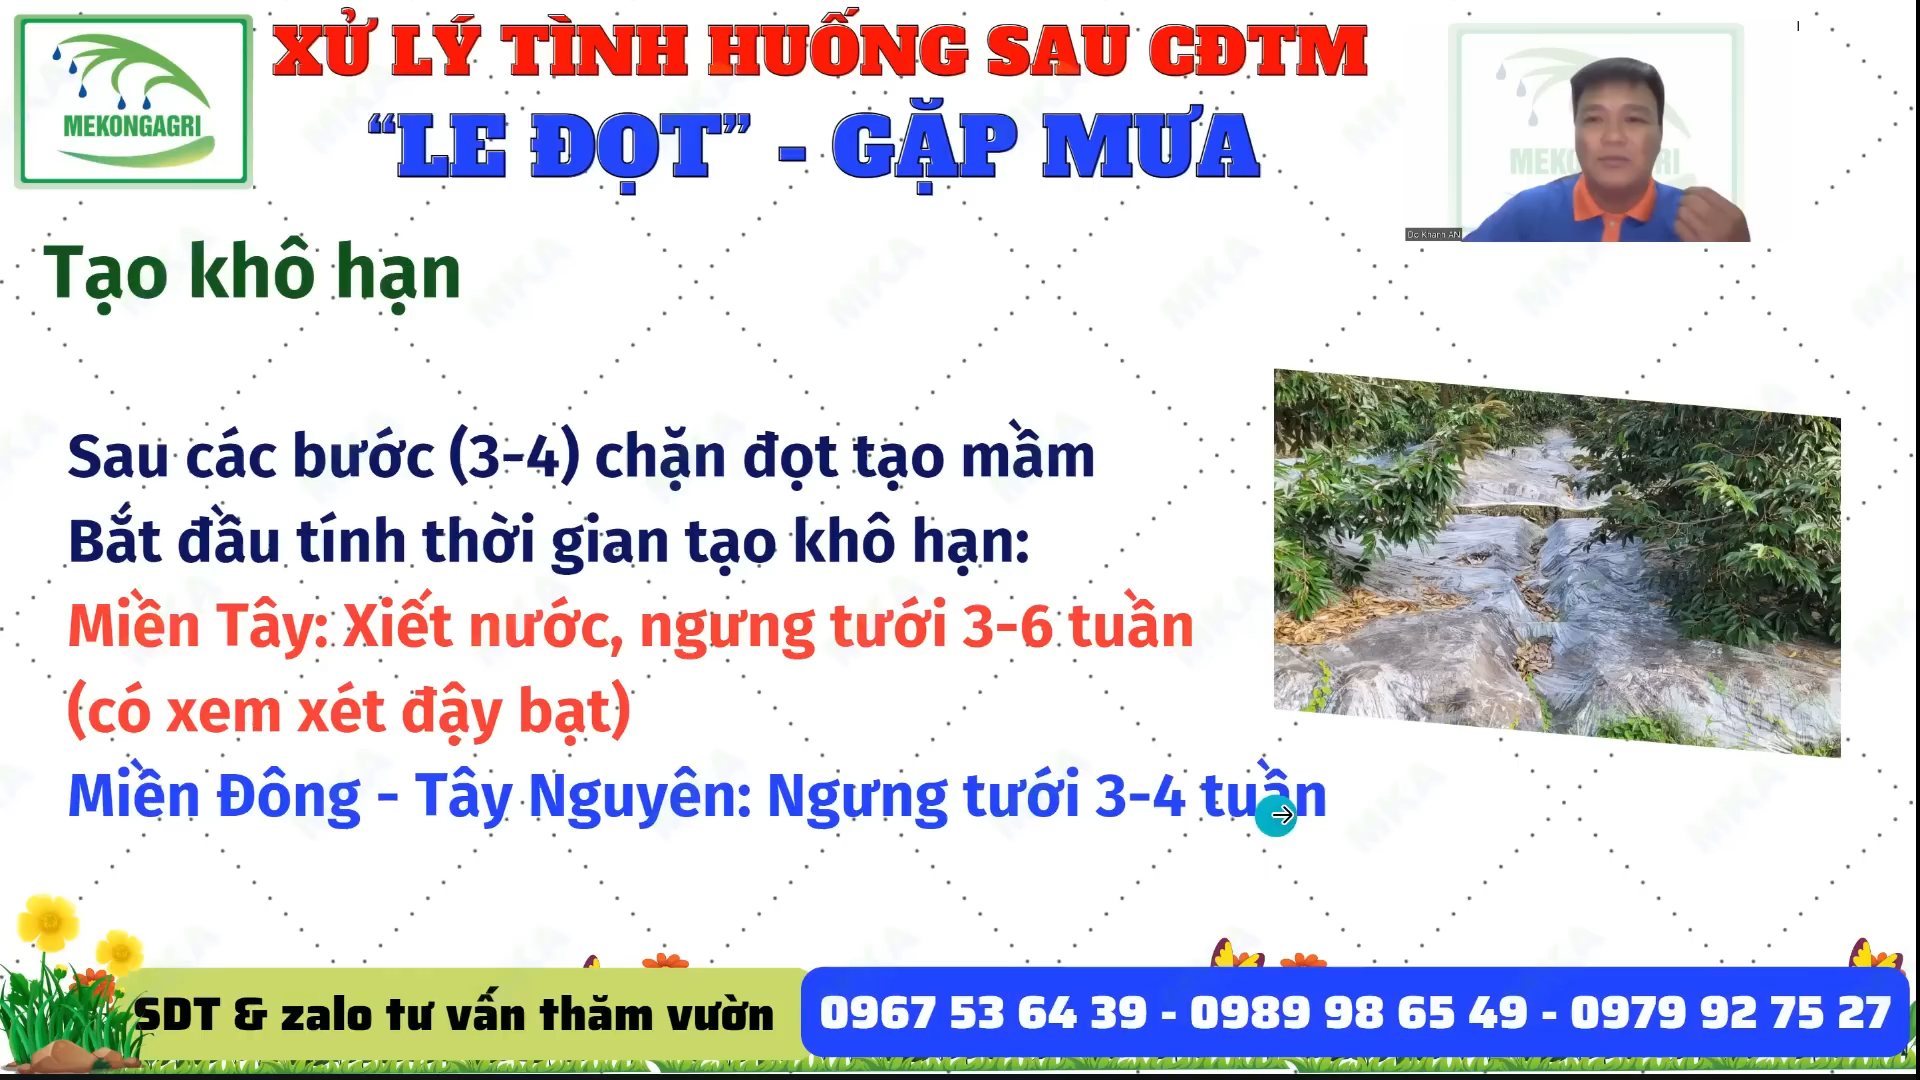 MEKONGAGRI
XỬ LÝ TÌNH HUỐNG SAU CĐTM
“LE ĐỌT” - GẶP MƯA
Tạo khô hạn
Sau các bước (3-4) chặn đọt tạo mầm
Bắt đầu tính thời gian tạo khô hạn:
Miền Tây: Xiết nước, ngưng tưới 3-6 tuần
(có xem xét đậy bạt)
Miền Đông - Tây Nguyên: Ngưng tưới 3-4 tuần
SDT & zalo tư vấn thăm vườn
0967 53 64 39 - 0989 98 65 49 - 0979 92 75 27